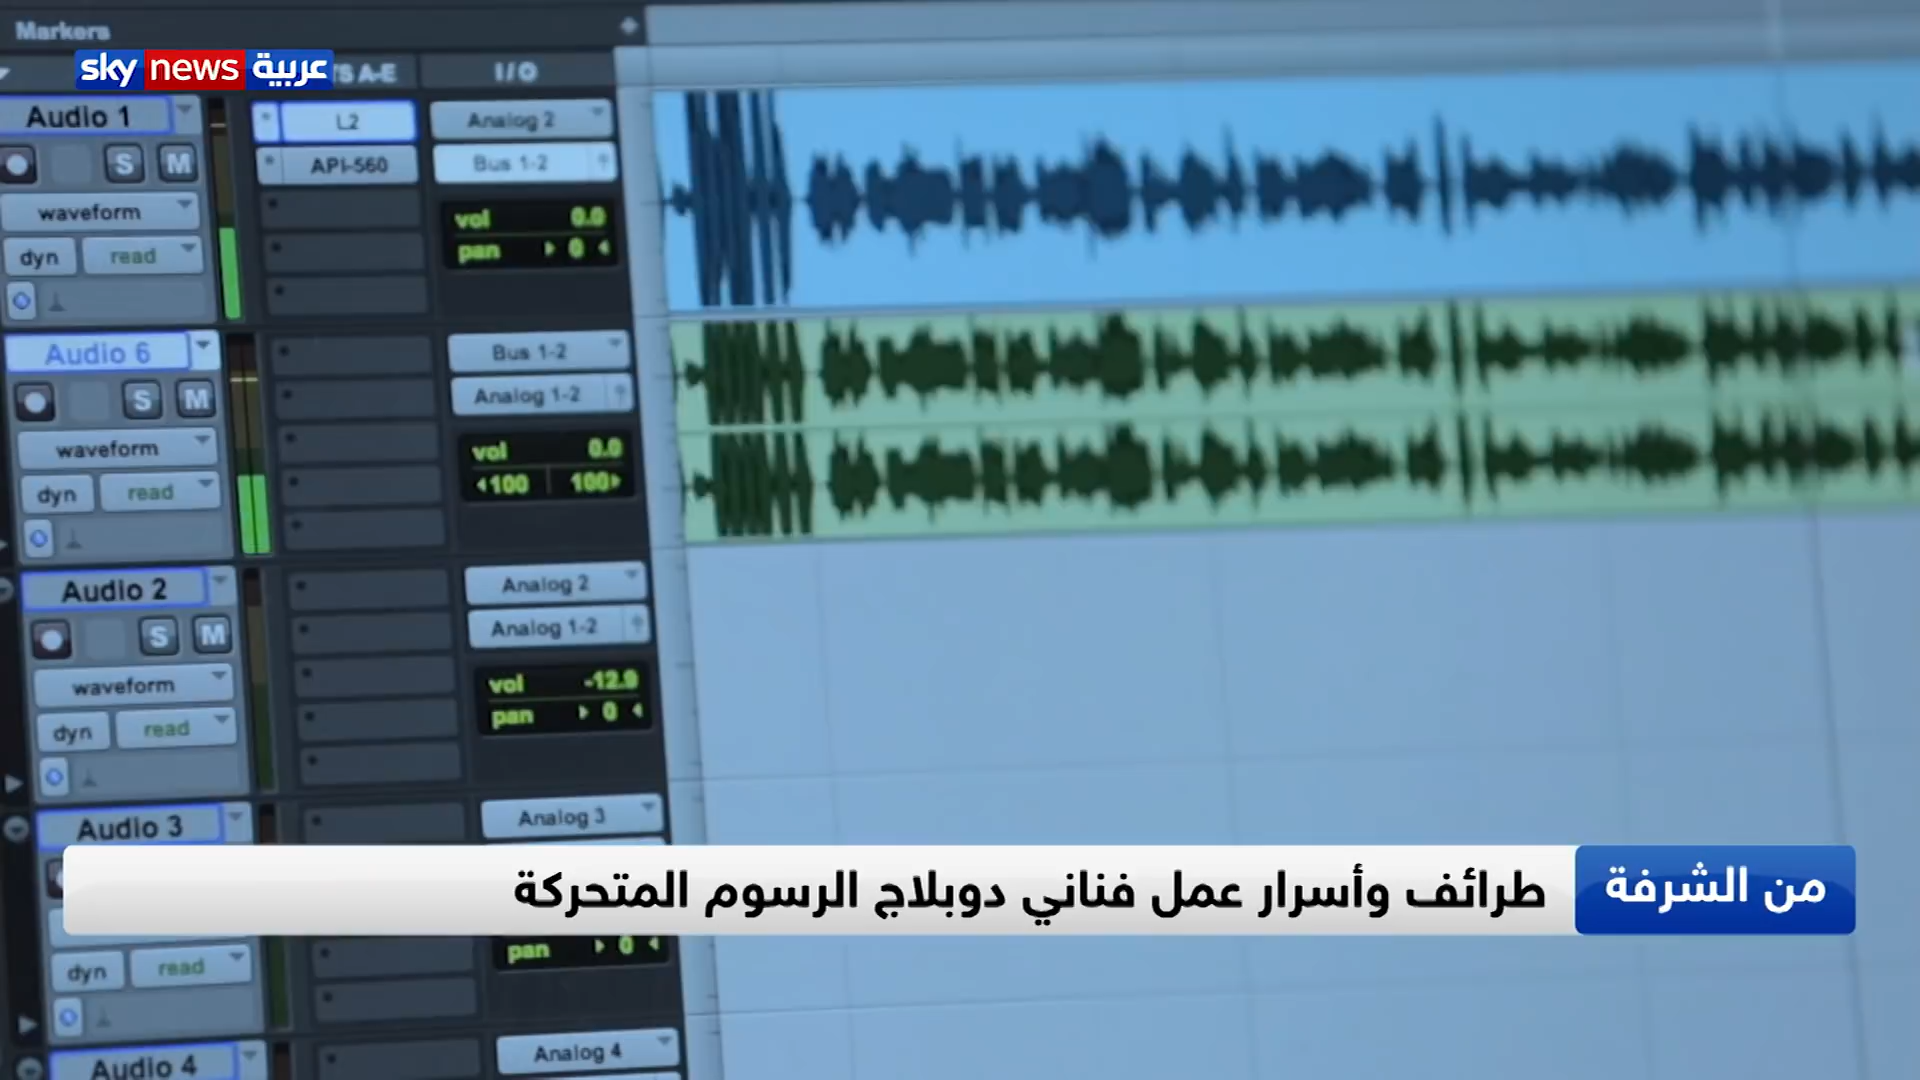 Markers
sky news عربية
TS A-E
I/O
Audio 1
L2
Analog 2
S M
API-560
Bus 1-2
waveform
vol 0.0
dyn read
pan 0
Audio 6
Bus 1-2
S M
Analog 1-2
waveform
vol 0.0
dyn read
100 100
Audio 2
Analog 2
S M
Analog 1-2
waveform
vol -12.9
dyn read
pan 0
Audio 3
Analog 3
من الشرفة
طرائف وأسرار عمل فناني دوبلاج الرسوم المتحركة
pan 0
dyn read
Audio 4
Analog 4